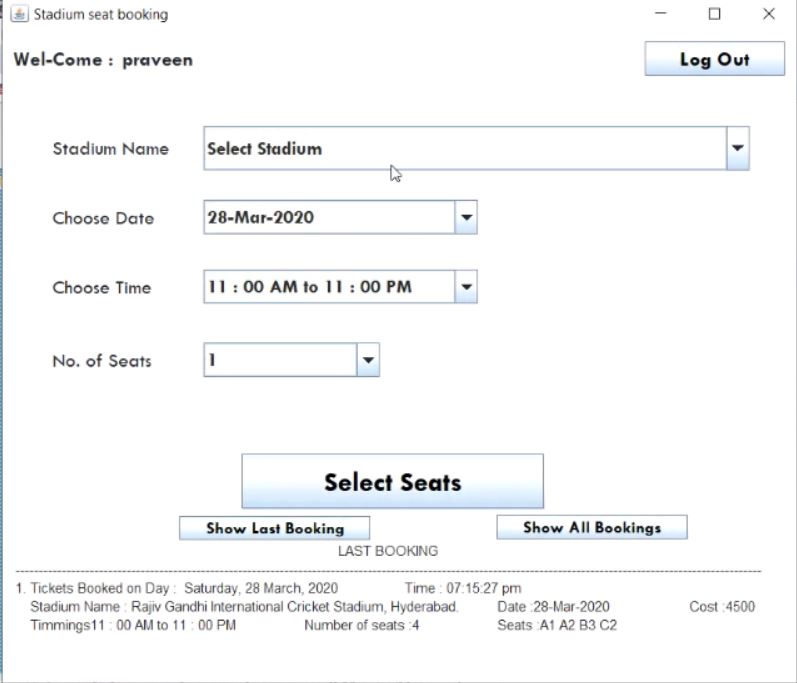 Stadium seat booking
Wel-Come : praveen
Log Out
Stadium Name
Select Stadium
Choose Date
28-Mar-2020
Choose Time
11 : 00 AM to 11 : 00 PM
No. of Seats
1
Select Seats
Show Last Booking
Show All Bookings
LAST BOOKING
1. Tickets Booked on Day : Saturday, 28 March, 2020 Time : 07:15:27 pm
Stadium Name : Rajiv Gandhi International Cricket Stadium, Hyderabad. Date :28-Mar-2020 Cost :4500
Timmings11 : 00 AM to 11 : 00 PM Number of seats :4 Seats :A1 A2 B3 C2